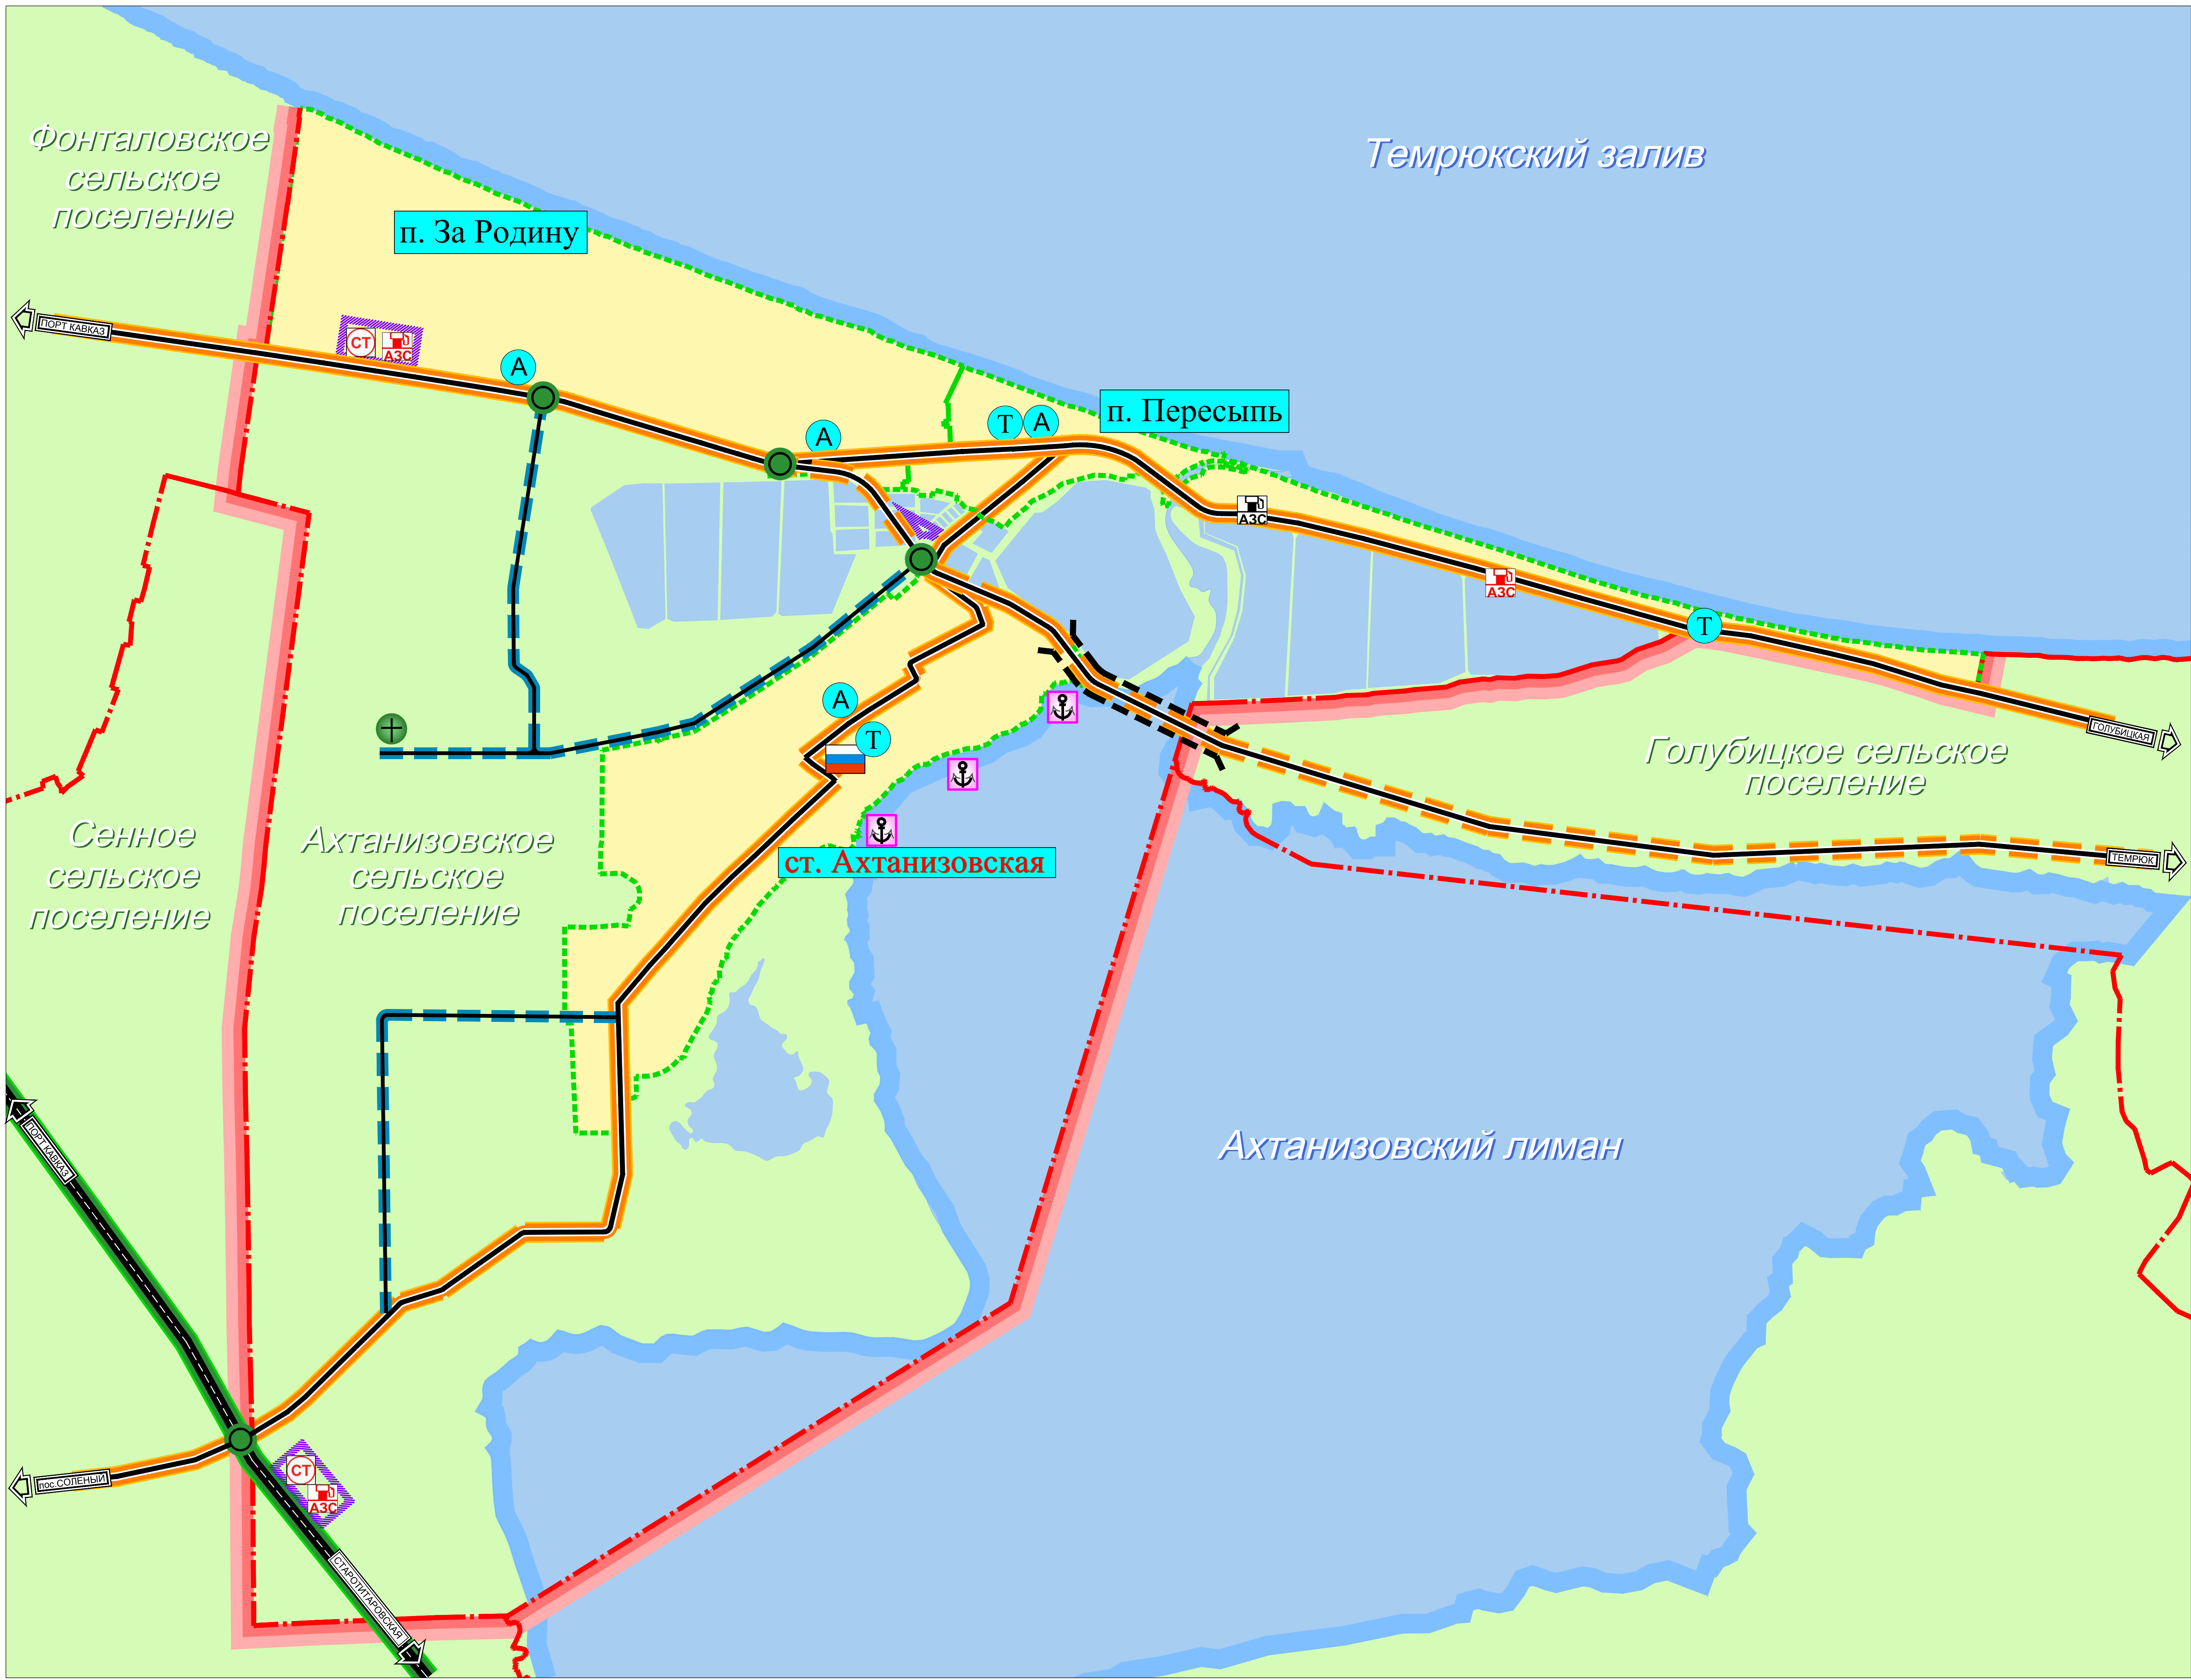 Фонталовское
сельское
поселение
Темрюкский залив
п. За Родину
ПОРТ КАВКАЗ
СТ
АЗС
А
п. Пересыпь
Т
А
А
АЗС
АЗС
Т
ГОЛУБИЦКАЯ
А
Т
Голубицкое сельское
поселение
Сенное
сельское
поселение
Ахтанизовское
сельское
поселение
ст. Ахтанизовская
ТЕМРЮК
ПОРТ КАВКАЗ
Ахтанизовский лиман
пос.СОЛЕНЫЙ
СТ
АЗС
СТАРОТИТАРОВСКАЯ